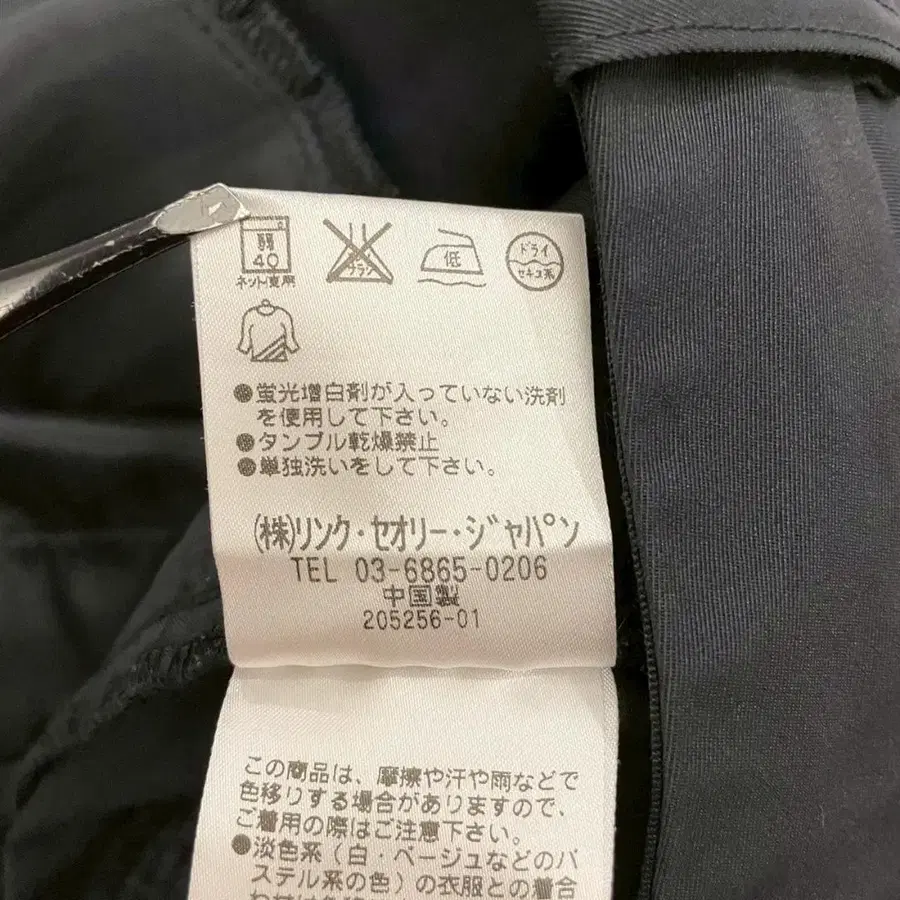 弱
40
ネット使用
エンソ
サラシ
低
ドライ
セキユ系
●蛍光増白剤が入っていない洗剤
を使用して下さい。
●タンブル乾燥禁止
●単独洗いをして下さい。
(株)リンク・セオリー・ジャパン
TEL 03-6865-0206
中国製
205256-01
この商品は、摩擦や汗や雨などで
色移りする場合がありますので、
ご着用の際はご注意下さい。
●淡色系(白・ベージュなどのパ
ステル系の色)の衣服との着合